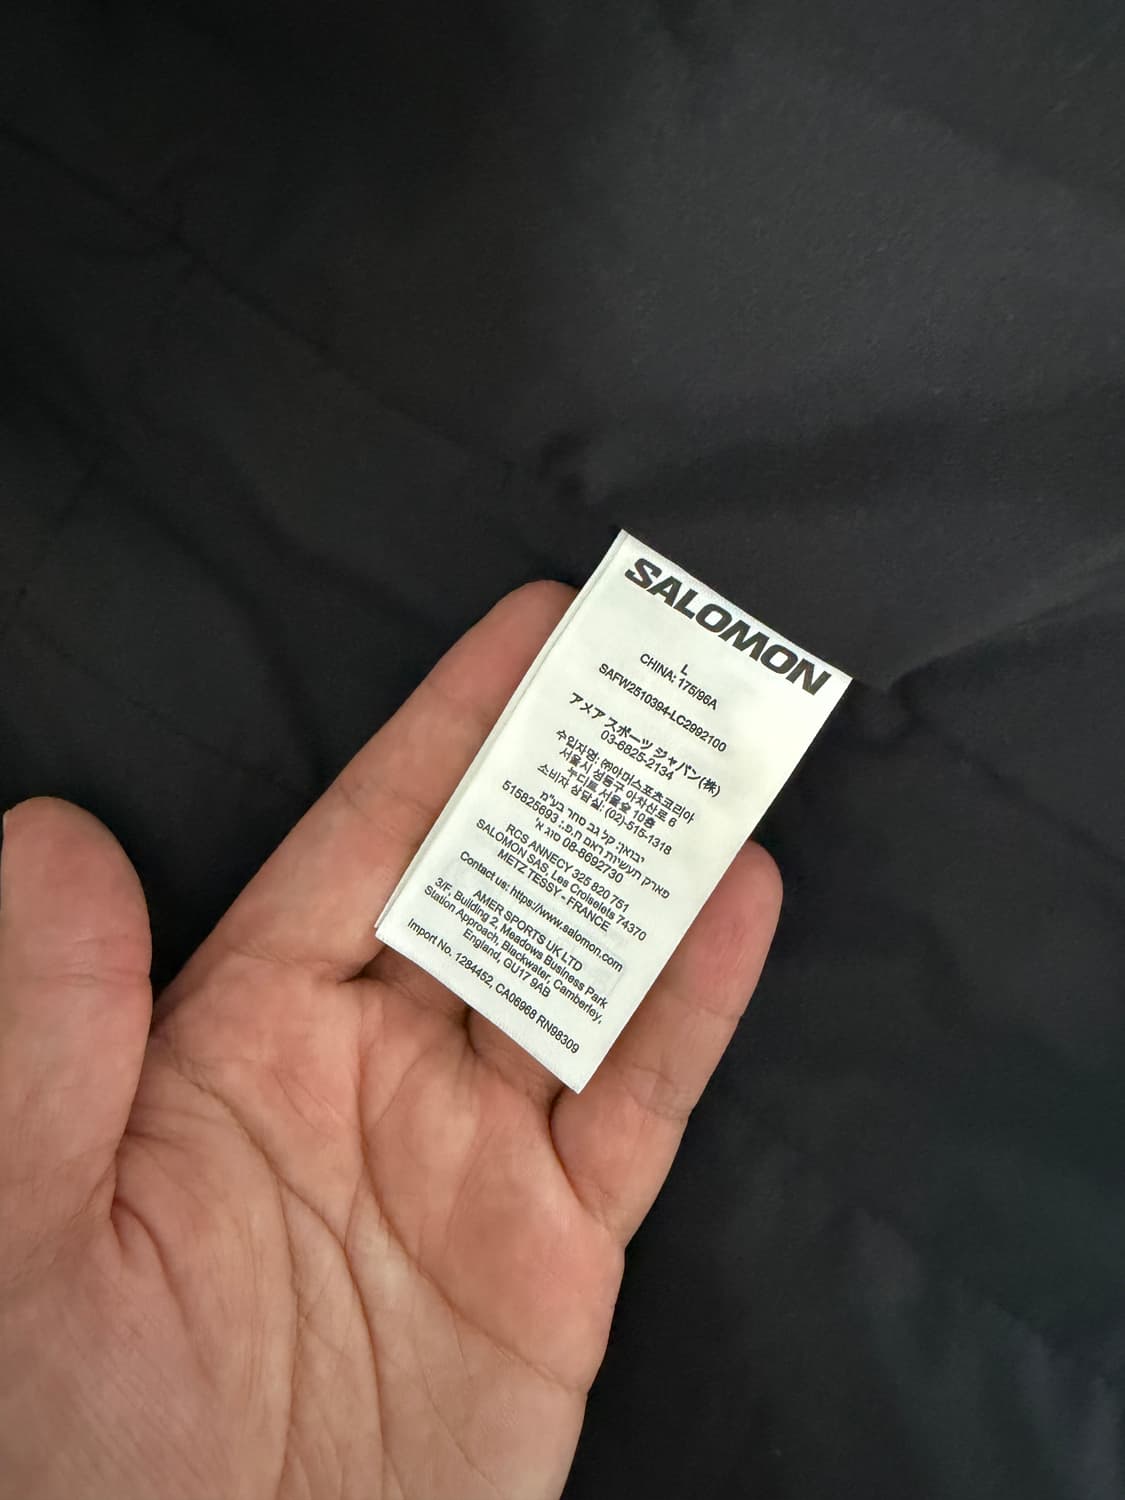 SALOMON
L
CHINA: 175/96A
SAFW2510394-LC2992100
アメア スポーツ ジャパン(株)
03-6825-2134
수입자명: ㈜아머스포츠코리아
서울시 성동구 아차산로 6
누디트 서울숲 10층
소비자 상담실: (02)-515-1318
יבואן: קל גב סחר בע"מ
פארק תעשיות ראם ח.פ.: 515825693
08-8692730 סוג א'
RCS ANNECY 325 820 751
SALOMON SAS, Les Croiselets 74370
METZ TESSY - FRANCE
Contact us: https://www.salomon.com
AMER SPORTS UK LTD
3/F, Building 2, Meadows Business Park
Station Approach, Blackwater, Camberley,
England, GU17 9AB
Import No. 1284452, CA06968 RN98309